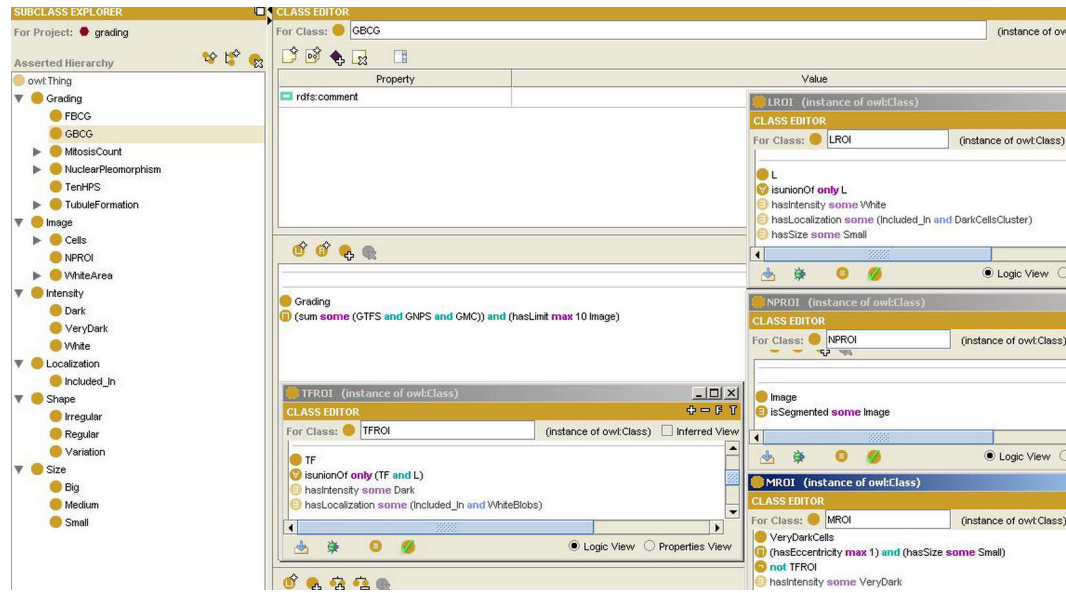 SUBCLASS EXPLORER
For Project: grading
Asserted Hierarchy
owl:Thing
Grading
FBCG
GBCG
MitosisCount
NuclearPleomorphism
TenHPS
TubuleFormation
Image
Cells
NPROI
WhiteArea
Intensity
Dark
VeryDark
White
Localization
Included_In
Shape
Irregular
Regular
Variation
Size
Big
Medium
Small
CLASS EDITOR
For Class: GBCG (instance of ow
Property Value
rdfs:comment
Grading
(sum some (GTFS and GNPS and GMC)) and (hasLimit max 10 Image)
TFROI (instance of owl:Class)
CLASS EDITOR
For Class: TFROI (instance of owl:Class) Inferred View
TF
isunionOf only (TF and L)
hasIntensity some Dark
hasLocalization some (Included_In and WhiteBlobs)
Logic View Properties View
LROI (instance of owl:Class)
CLASS EDITOR
For Class: LROI (instance of owl:Class)
L
isunionOf only L
hasIntensity some White
hasLocalization some (Included_In and DarkCellsCluster)
hasSize some Small
Logic View
NPROI (instance of owl:Class)
CLASS EDITOR
For Class: NPROI (instance of owl:Class)
Image
isSegmented some Image
Logic View
MROI (instance of owl:Class)
CLASS EDITOR
For Class: MROI (instance of owl:Class)
VeryDarkCells
(hasEccentricity max 1) and (hasSize some Small)
not TFROI
hasIntensity some VeryDark